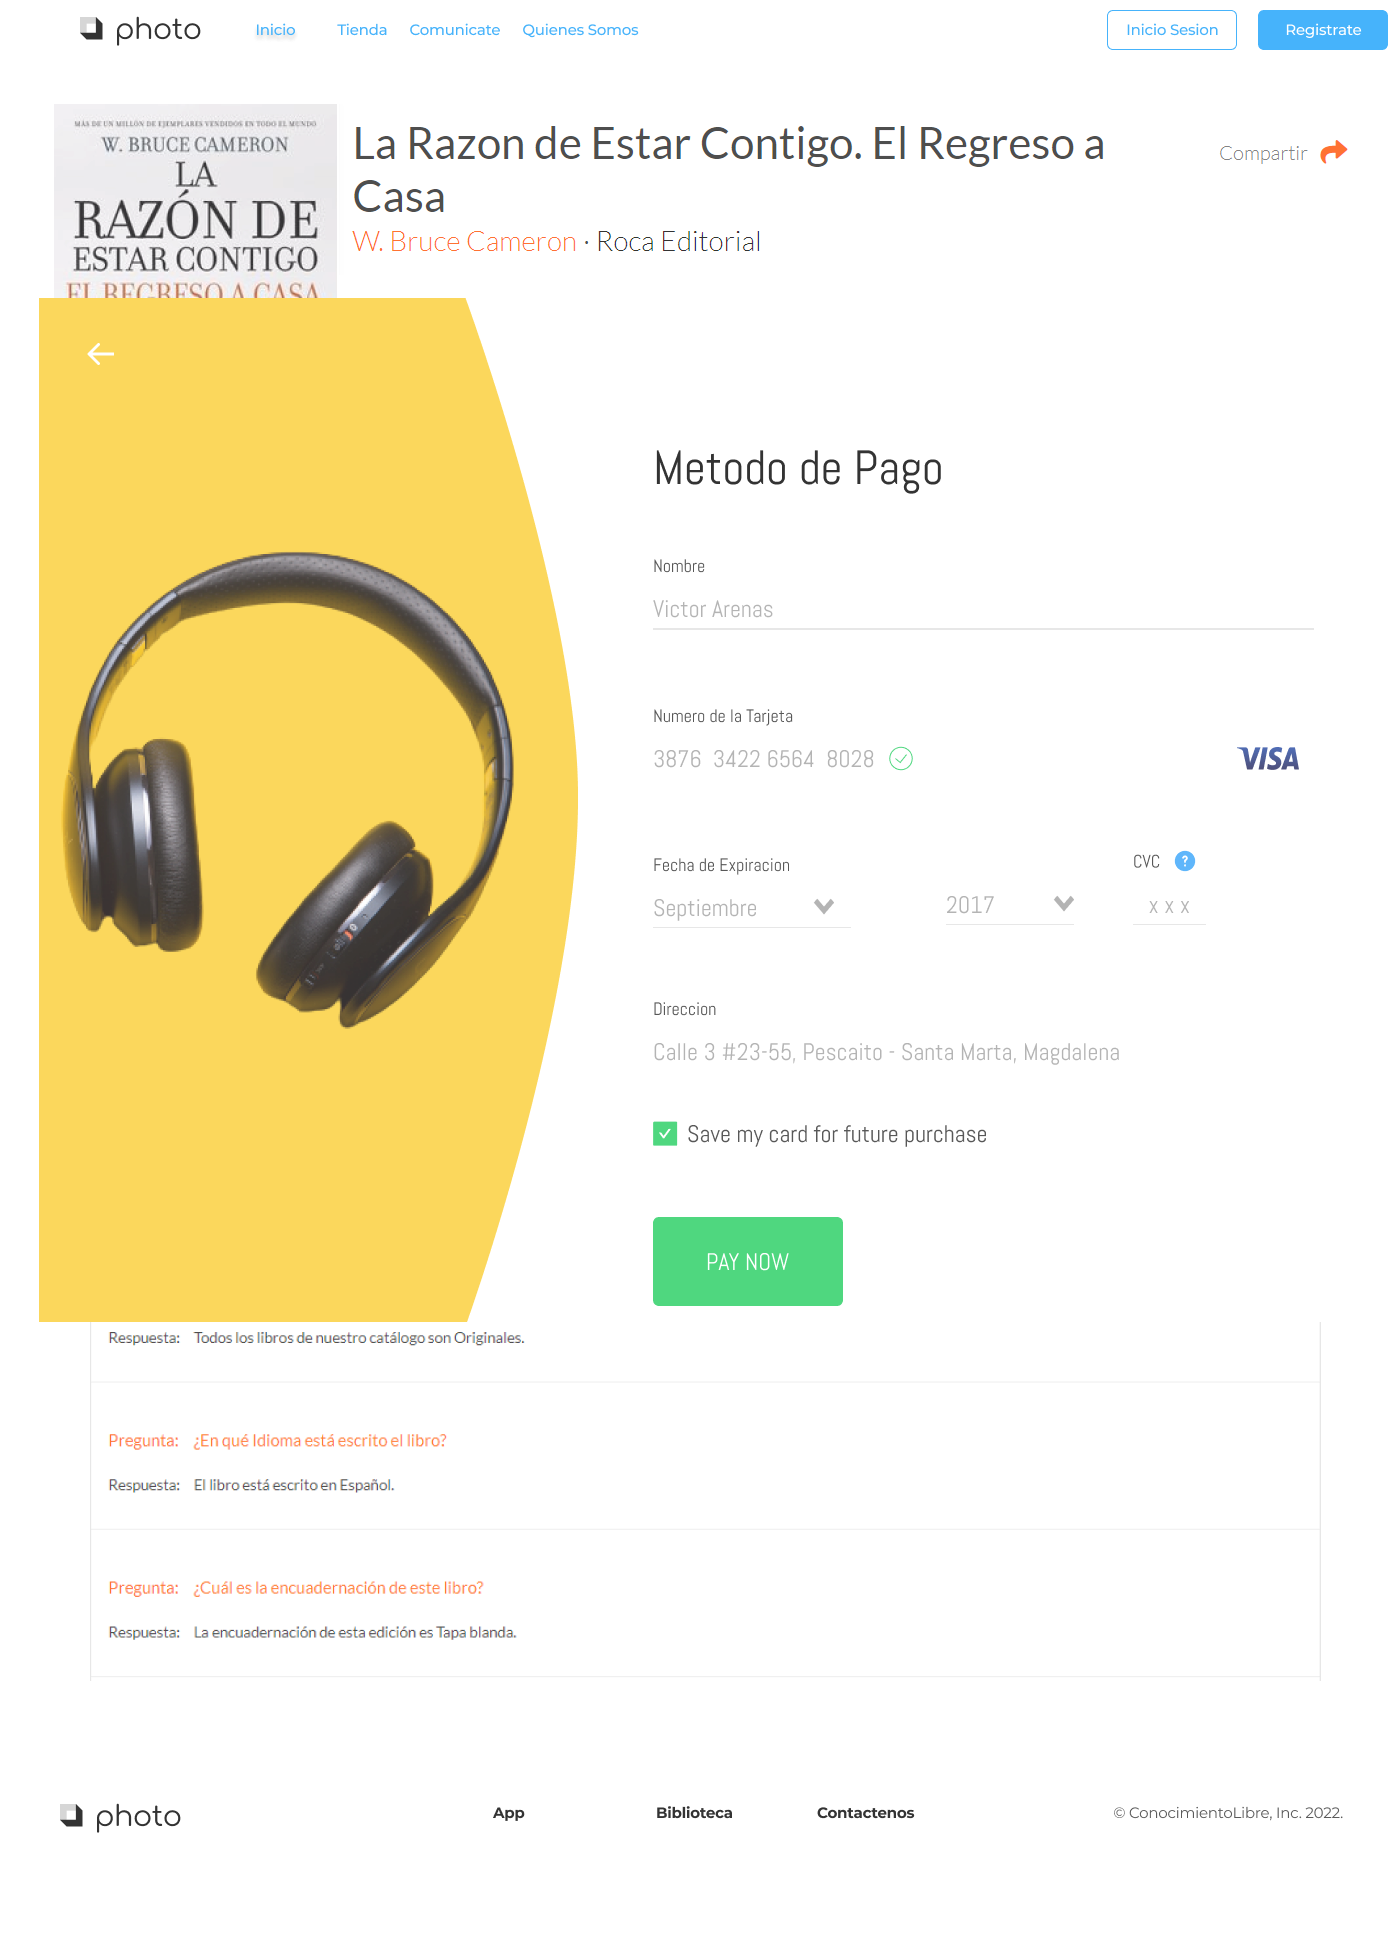 photo
Inicio Tienda Comunicate Quienes Somos
Inicio Sesion
Registrate
MÁS DE UN MILLÓN DE EJEMPLARES VENDIDOS EN TODO EL MUNDO
W. BRUCE CAMERON
LA
RAZÓN DE
ESTAR CONTIGO
EL REGRESO A CASA
La Razon de Estar Contigo. El Regreso a
Casa
W. Bruce Cameron · Roca Editorial
Compartir
Metodo de Pago
Nombre
Victor Arenas
Numero de la Tarjeta
3876 3422 6564 8028
VISA
Fecha de Expiracion
CVC ?
Septiembre
2017
x x x
Direccion
Calle 3 #23-55, Pescaito - Santa Marta, Magdalena
Save my card for future purchase
PAY NOW
Respuesta: Todos los libros de nuestro catálogo son Originales.
Pregunta: ¿En qué Idioma está escrito el libro?
Respuesta: El libro está escrito en Español.
Pregunta: ¿Cuál es la encuadernación de este libro?
Respuesta: La encuadernación de esta edición es Tapa blanda.
photo
App
Biblioteca
Contactenos
© ConocimientoLibre, Inc. 2022.